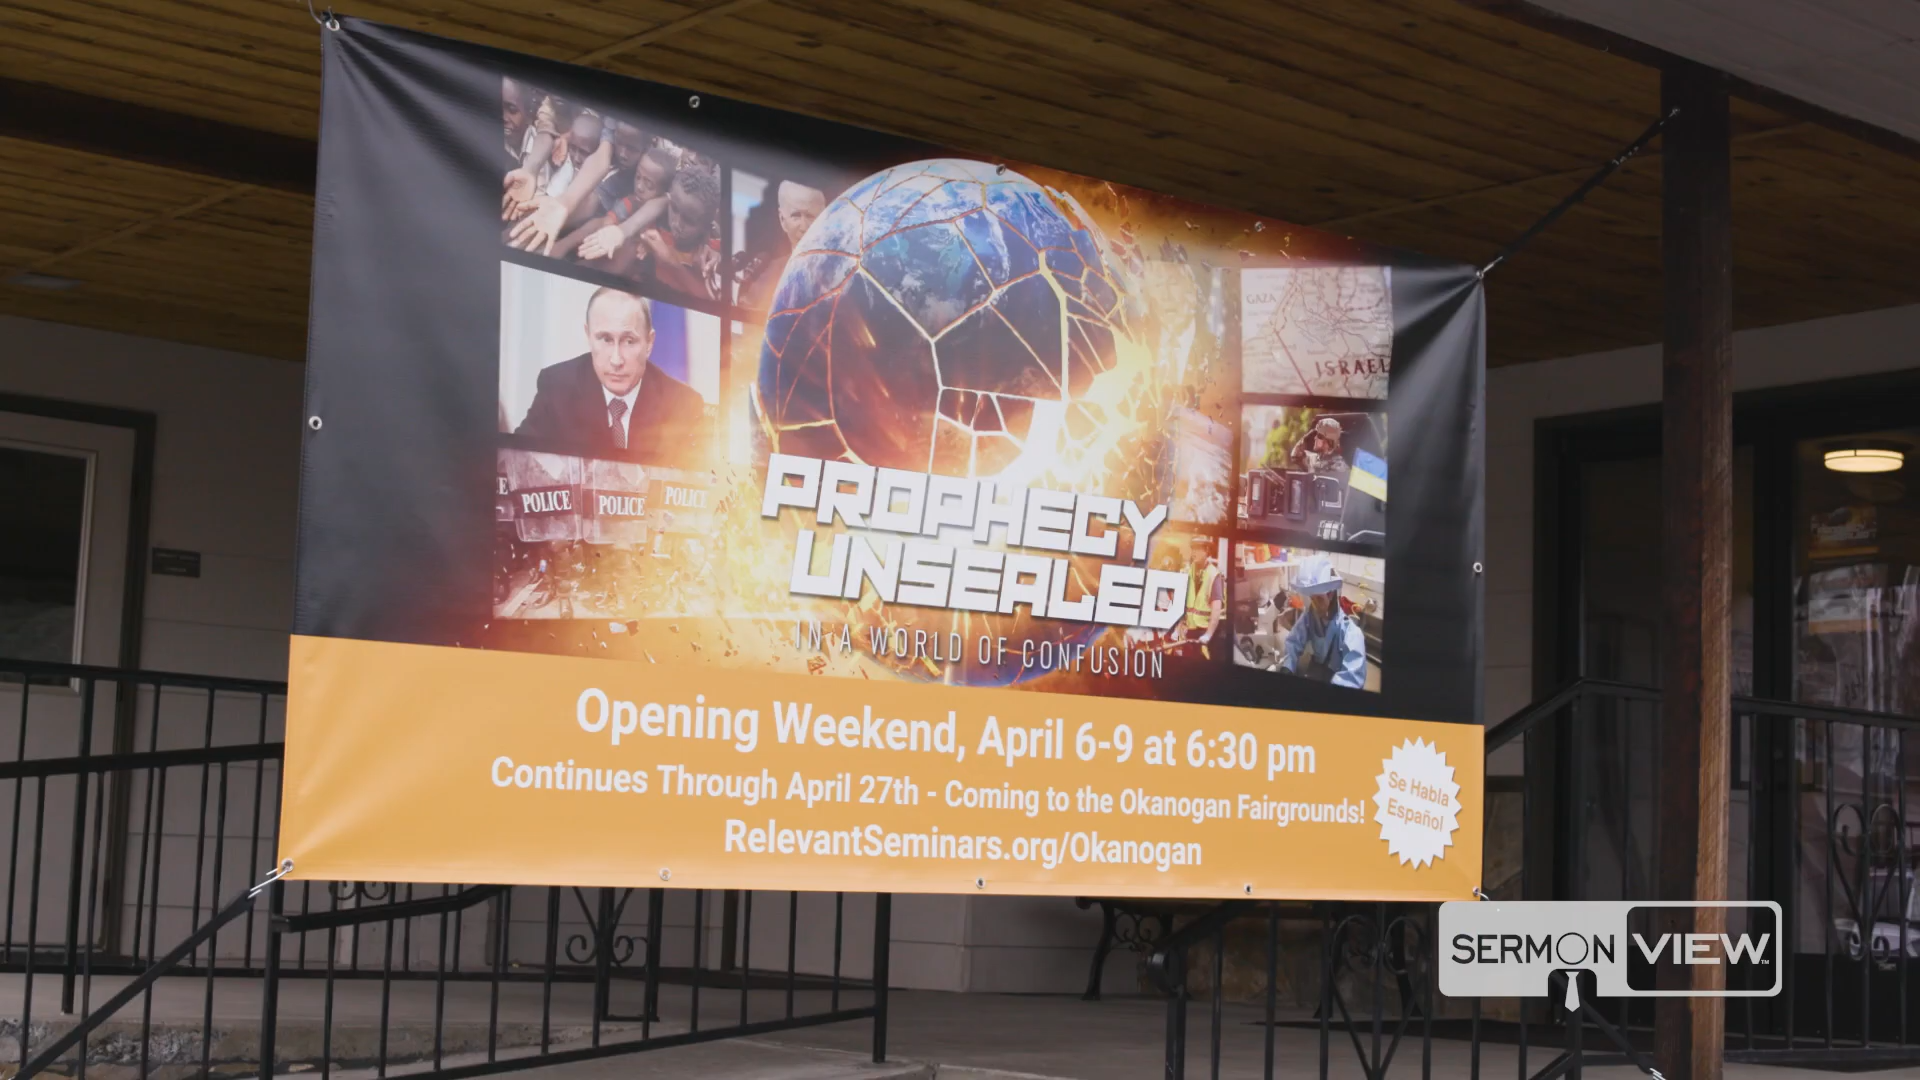 GAZA
ISRAEL
POLICE
POLICE
POLICE
PROPHECY
UNSEALED
IN A WORLD OF CONFUSION
Opening Weekend, April 6-9 at 6:30 pm
Continues Through April 27th - Coming to the Okanogan Fairgrounds!
RelevantSeminars.org/Okanogan
Se Habla
Español
SERMON VIEW™